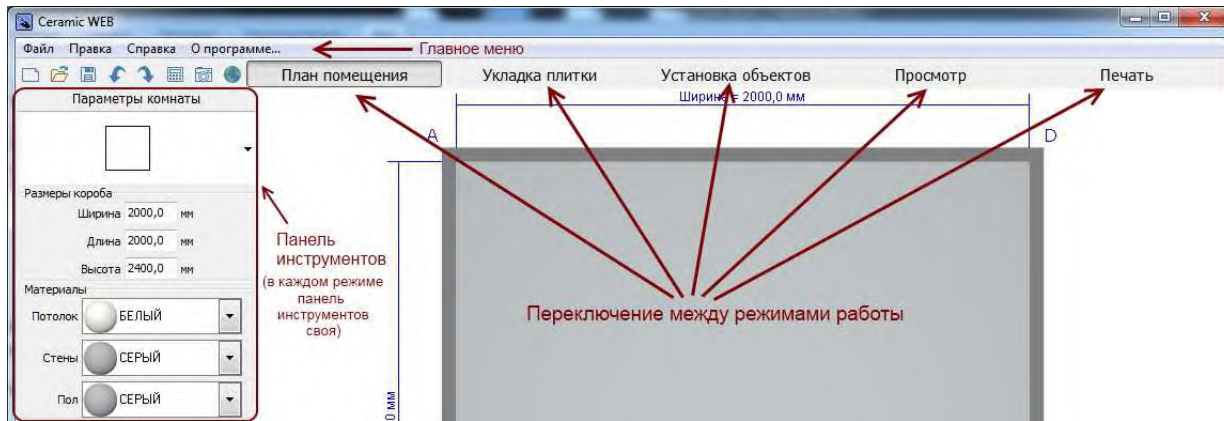 Ceramic WEB
Файл Правка Справка О программе...
Главное меню
План помещения Укладка плитки Установка объектов Просмотр Печать
Параметры комнаты
Ширина = 2000,0 мм
A D
Размеры короба
Ширина 2000,0 мм
Длина 2000,0 мм
Высота 2400,0 мм
Материалы
Потолок БЕЛЫЙ
Стены СЕРЫЙ
Пол СЕРЫЙ
Панель
инструментов
(в каждом режиме
панель
инструментов
своя)
Переключение между режимами работы
0 мм